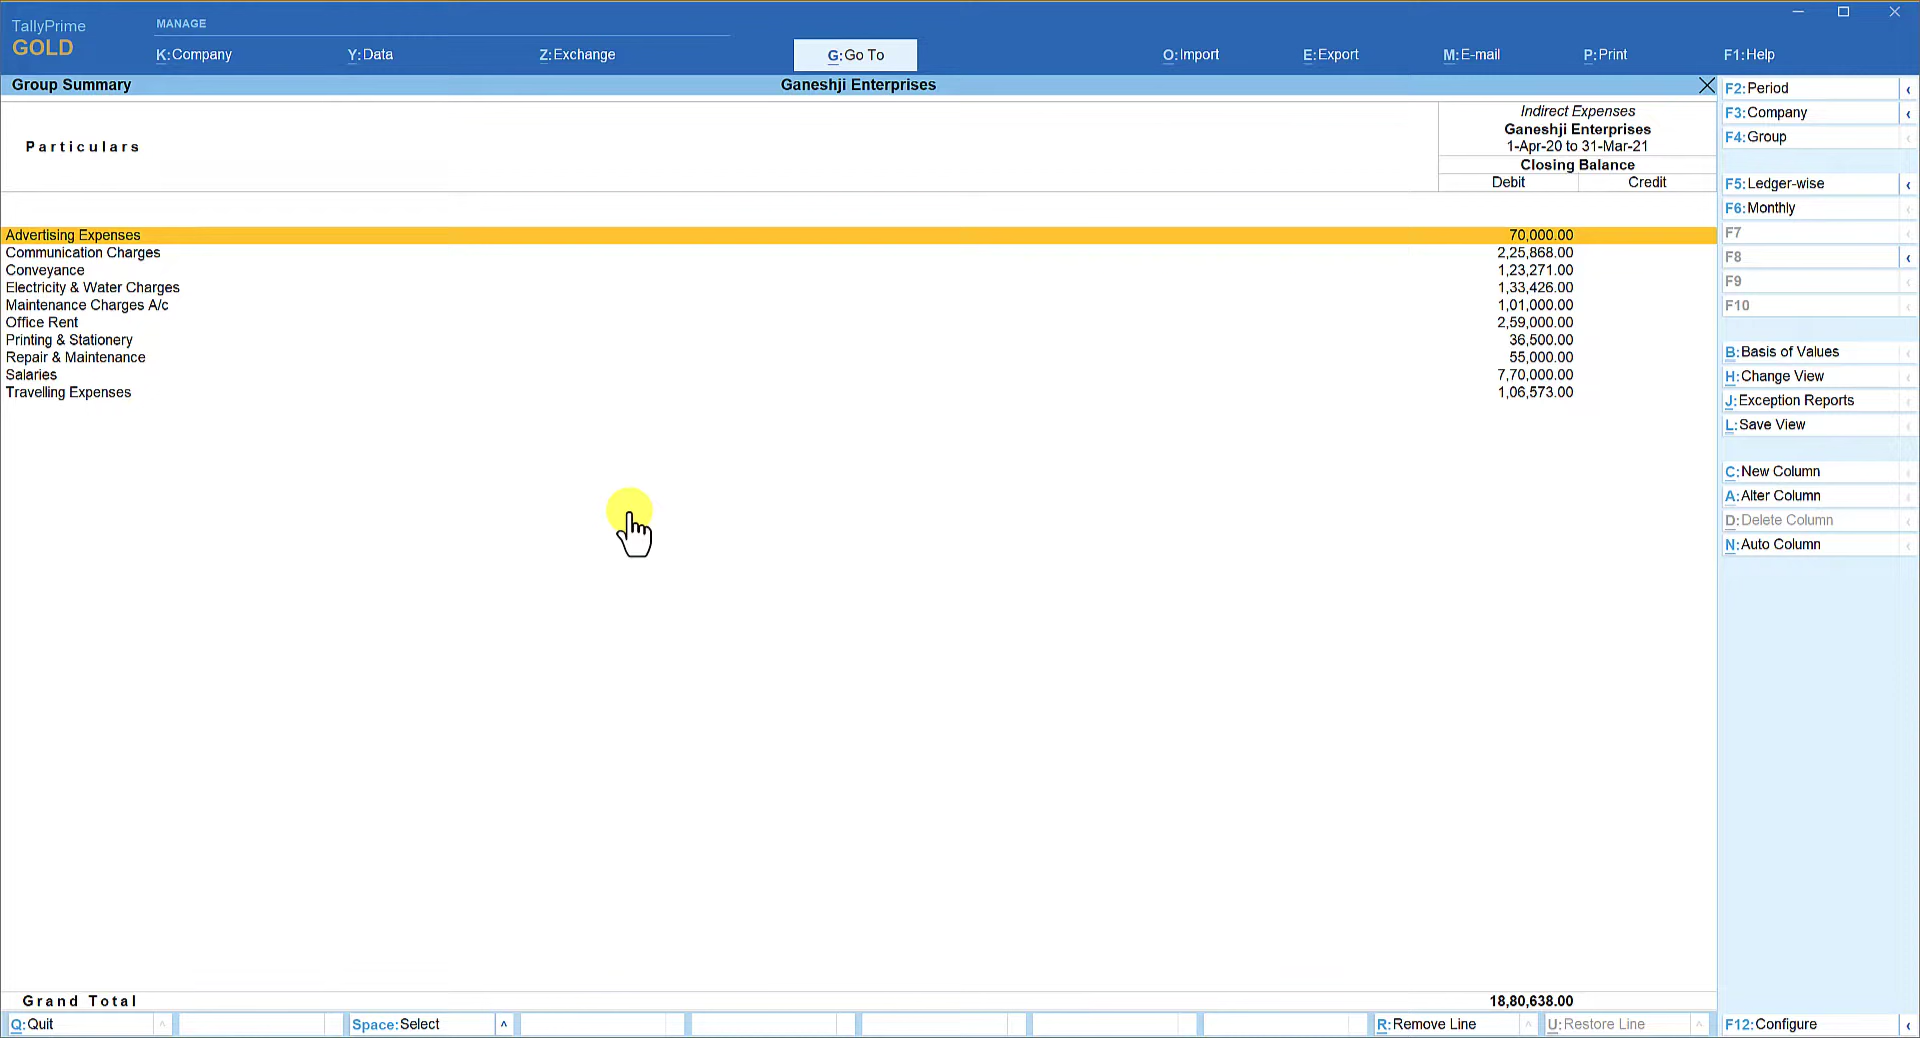 TallyPrime
GOLD
MANAGE
K:Company Y:Data Z:Exchange G:Go To O:Import E:Export M:E-mail P:Print F1:Help
Group Summary Ganeshji Enterprises
Particulars
Indirect Expenses
Ganeshji Enterprises
1-Apr-20 to 31-Mar-21
Closing Balance
Debit Credit
Advertising Expenses 70,000.00
Communication Charges 2,25,868.00
Conveyance 1,23,271.00
Electricity & Water Charges 1,33,426.00
Maintenance Charges A/c 1,01,000.00
Office Rent 2,59,000.00
Printing & Stationery 36,500.00
Repair & Maintenance 55,000.00
Salaries 7,70,000.00
Travelling Expenses 1,06,573.00
Grand Total 18,80,638.00
F2:Period
F3:Company
F4:Group
F5:Ledger-wise
F6:Monthly
F7
F8
F9
F10
B:Basis of Values
H:Change View
J:Exception Reports
L:Save View
C:New Column
A:Alter Column
D:Delete Column
N:Auto Column
Q:Quit Space:Select R:Remove Line U:Restore Line F12:Configure